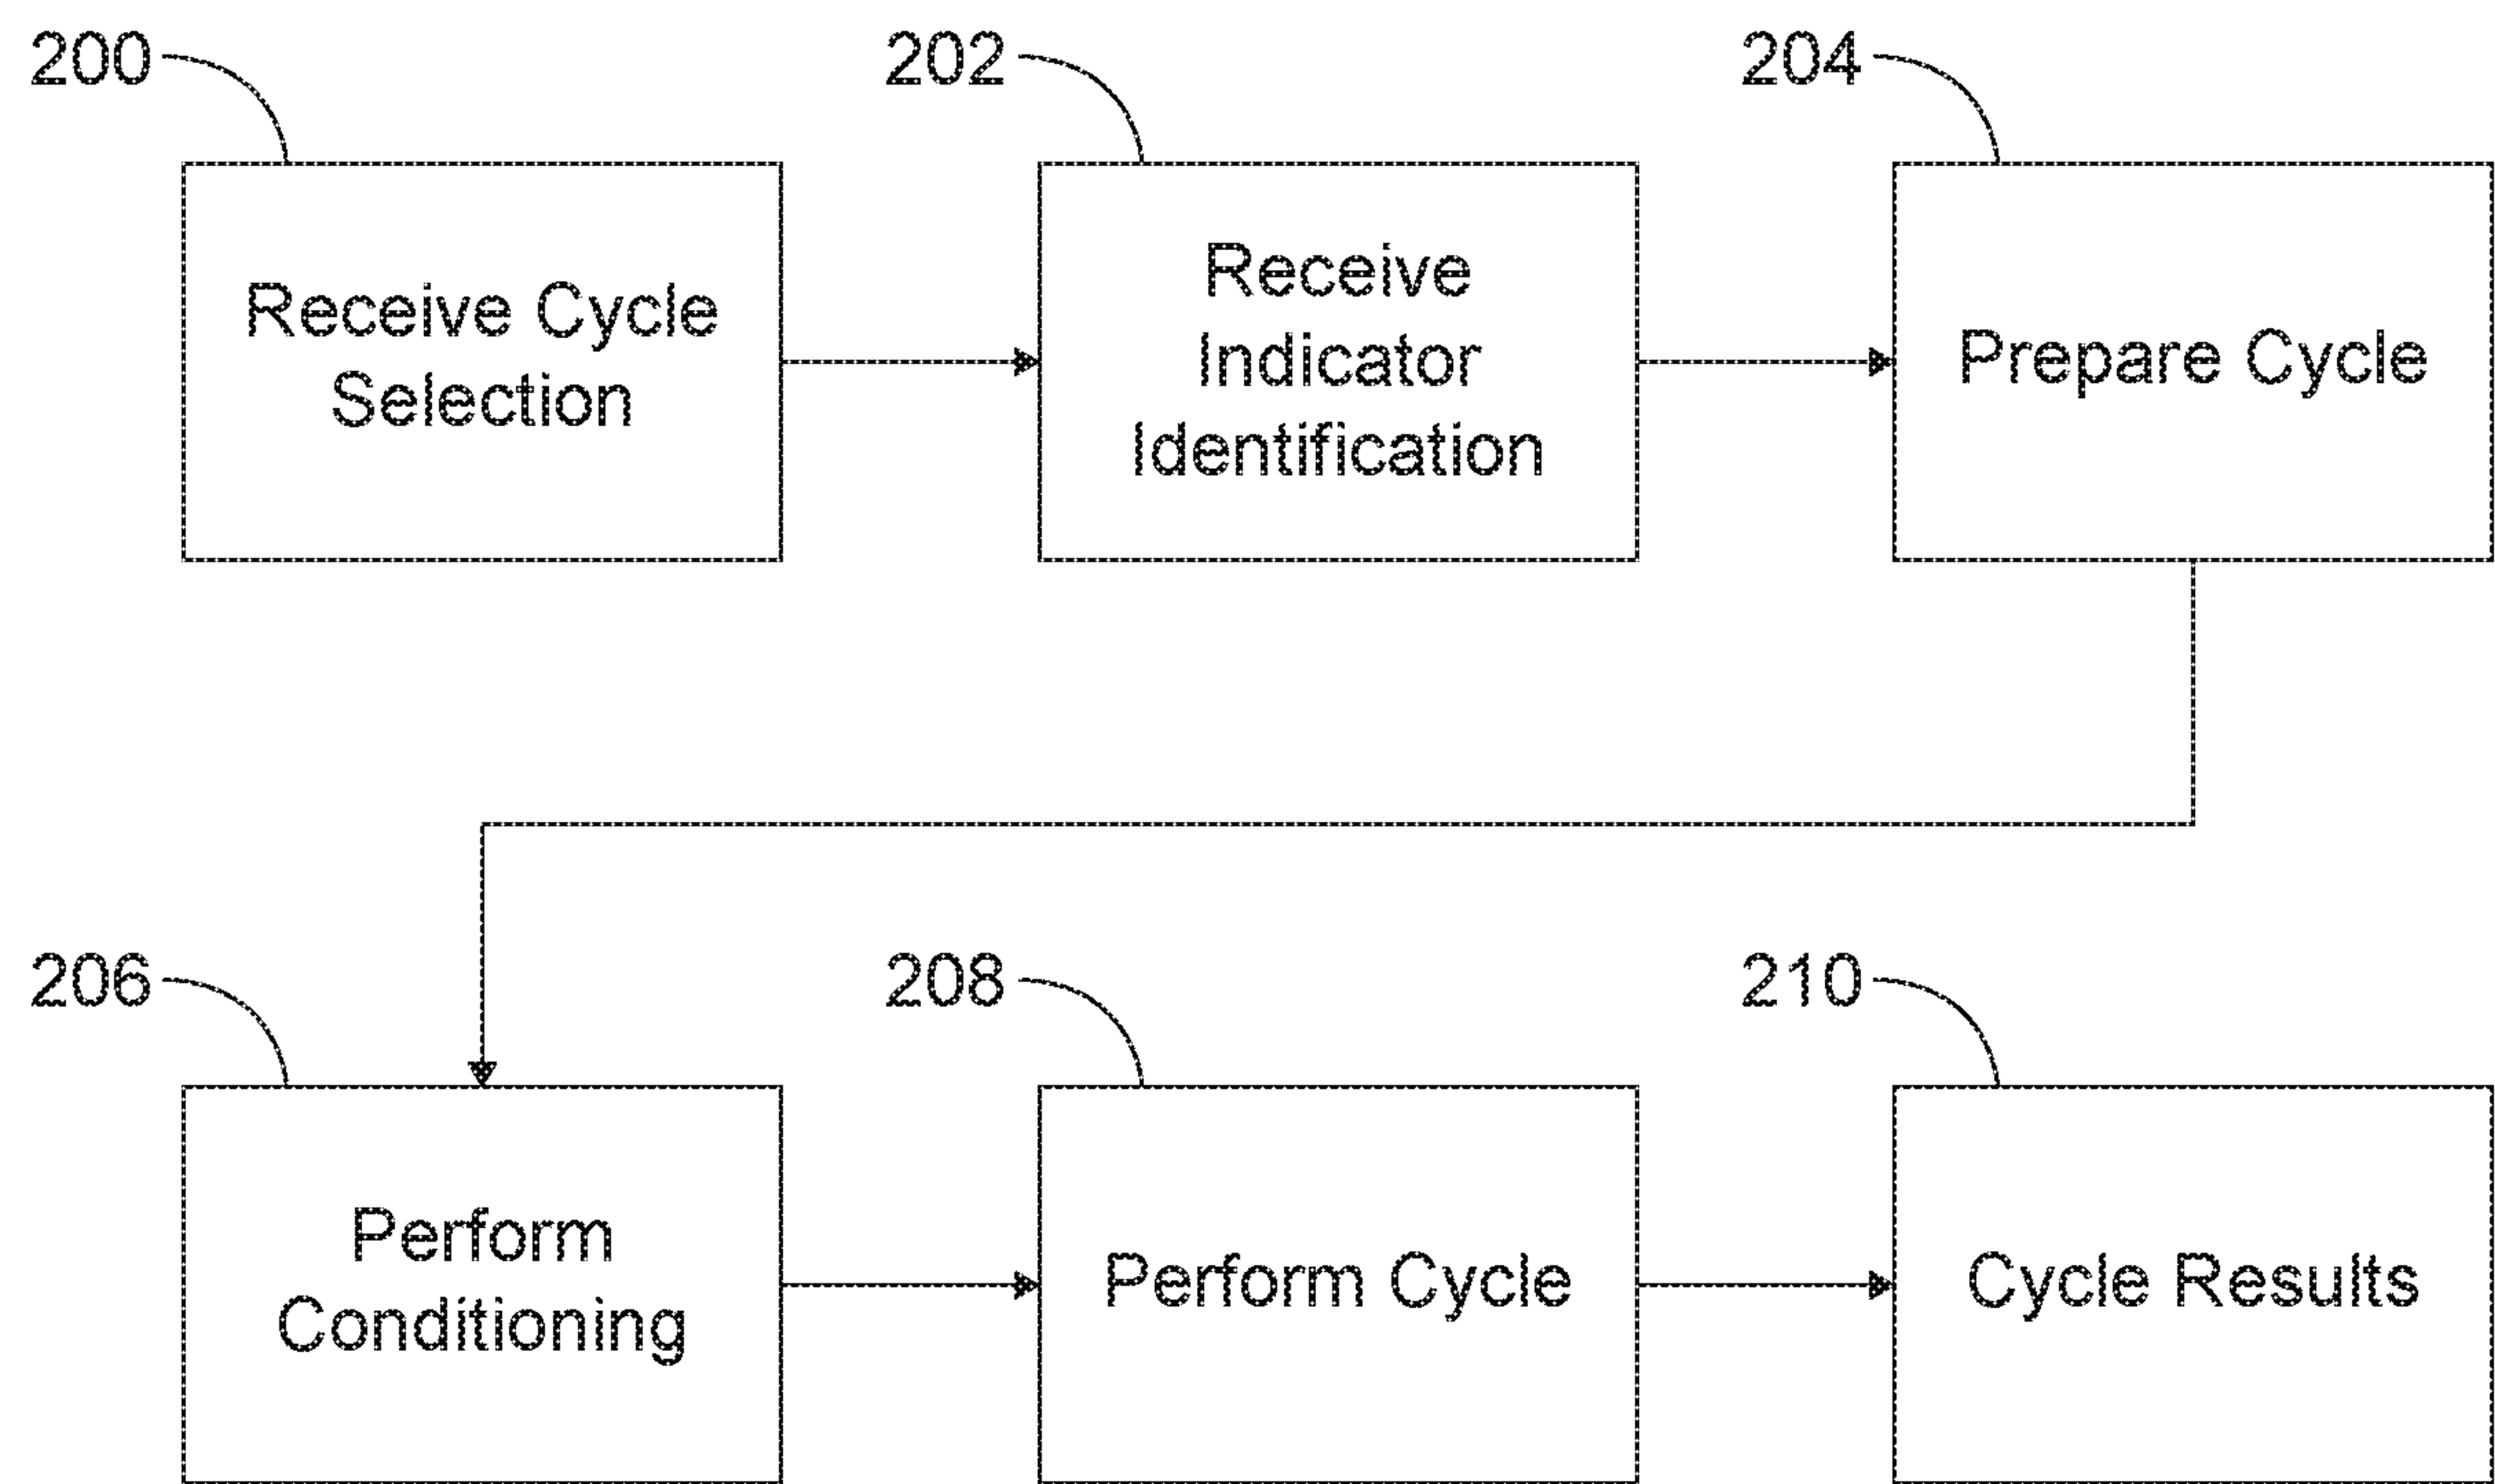 200
202
204
Receive Cycle
Selection
Receive
Indicator
Identification
Prepare Cycle
206
208
210
Perform
Conditioning
Perform Cycle
Cycle Results